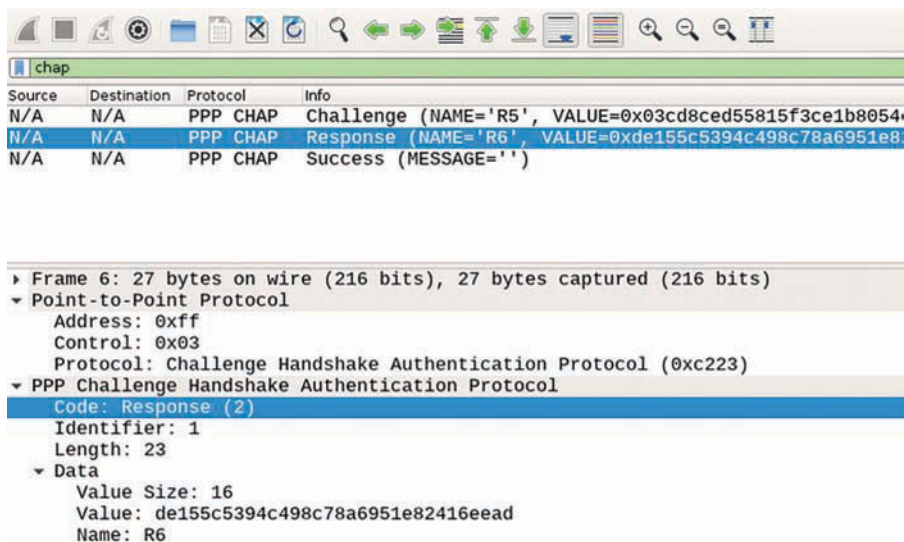 chap
Source Destination Protocol Info
N/A N/A PPP CHAP Challenge (NAME='R5', VALUE=0x03cd8ced55815f3ce1b8054
N/A N/A PPP CHAP Response (NAME='R6', VALUE=0xde155c5394c498c78a6951e8
N/A N/A PPP CHAP Success (MESSAGE='')
Frame 6: 27 bytes on wire (216 bits), 27 bytes captured (216 bits)
Point-to-Point Protocol
Address: 0xff
Control: 0x03
Protocol: Challenge Handshake Authentication Protocol (0xc223)
PPP Challenge Handshake Authentication Protocol
Code: Response (2)
Identifier: 1
Length: 23
Data
Value Size: 16
Value: de155c5394c498c78a6951e82416eead
Name: R6